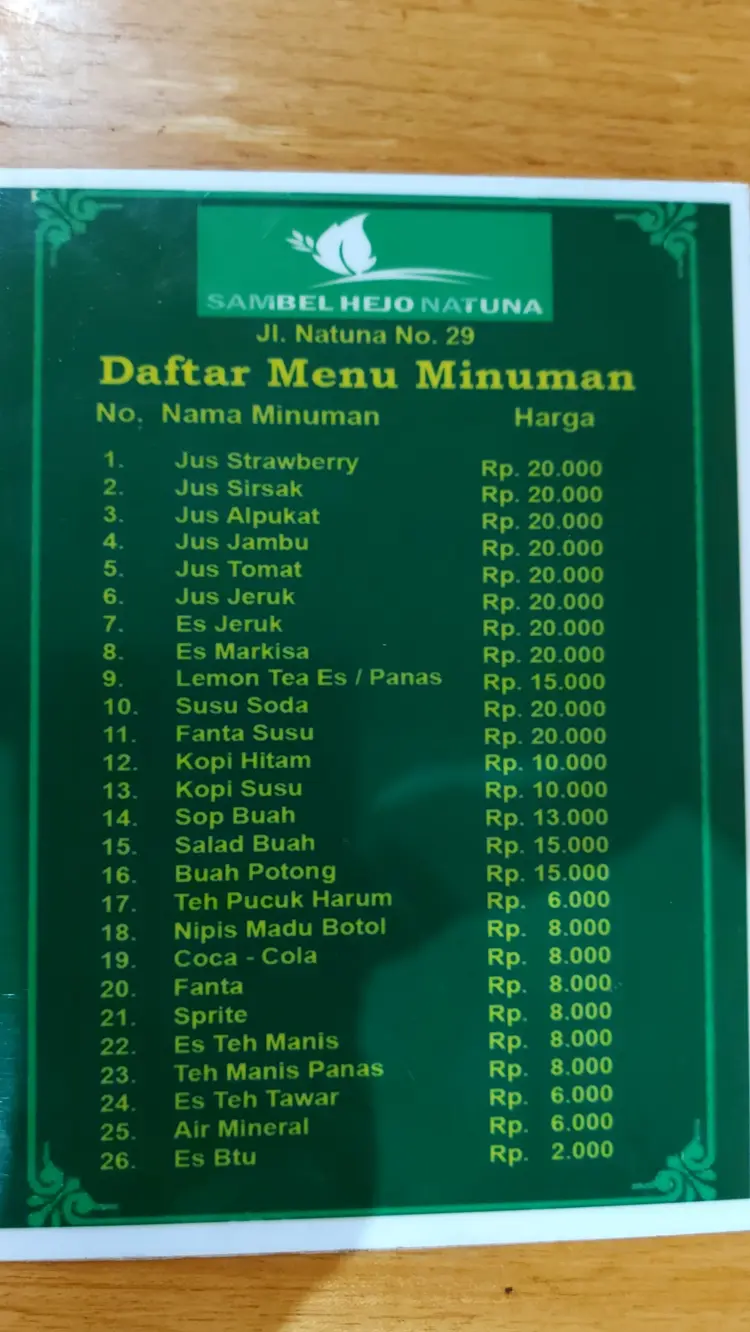 SAMBEL HEJO NATUNA
Jl. Natuna No. 29
Daftar Menu Minuman
No. Nama Minuman Harga
1. Jus Strawberry Rp. 20.000
2. Jus Sirsak Rp. 20.000
3. Jus Alpukat Rp. 20.000
4. Jus Jambu Rp. 20.000
5. Jus Tomat Rp. 20.000
6. Jus Jeruk Rp. 20.000
7. Es Jeruk Rp. 20.000
8. Es Markisa Rp. 20.000
9. Lemon Tea Es / Panas Rp. 15.000
10. Susu Soda Rp. 20.000
11. Fanta Susu Rp. 20.000
12. Kopi Hitam Rp. 10.000
13. Kopi Susu Rp. 10.000
14. Sop Buah Rp. 13.000
15. Salad Buah Rp. 15.000
16. Buah Potong Rp. 15.000
17. Teh Pucuk Harum Rp. 6.000
18. Nipis Madu Botol Rp. 8.000
19. Coca - Cola Rp. 8.000
20. Fanta Rp. 8.000
21. Sprite Rp. 8.000
22. Es Teh Manis Rp. 8.000
23. Teh Manis Panas Rp. 8.000
24. Es Teh Tawar Rp. 6.000
25. Air Mineral Rp. 6.000
26. Es Btu Rp. 2.000